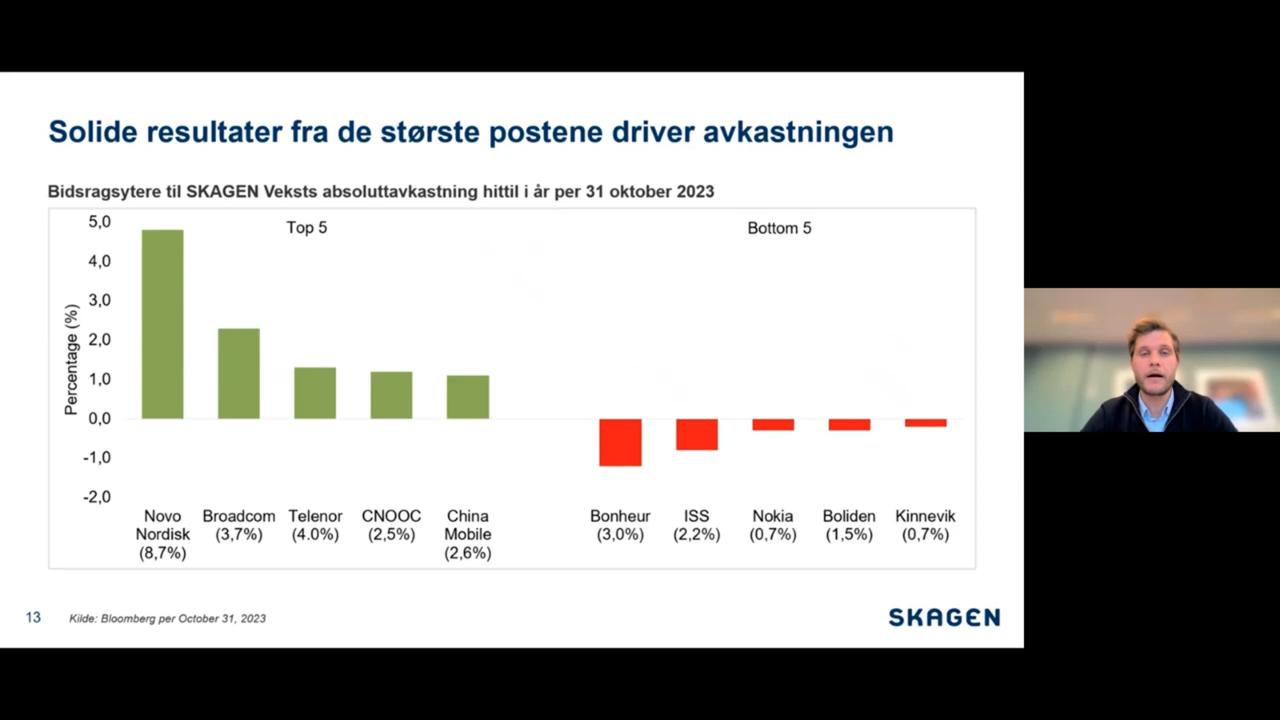 Solide resultater fra de største postene driver avkastningen
Bidsragsytere til SKAGEN Veksts absoluttavkastning hittil i år per 31 oktober 2023
Top 5
Bottom 5
Percentage (%)
5,0
4,0
3,0
2,0
1,0
0,0
-1,0
-2,0
Novo
Nordisk
(8,7%)
Broadcom
(3,7%)
Telenor
(4.0%)
CNOOC
(2,5%)
China
Mobile
(2,6%)
Bonheur
(3,0%)
ISS
(2,2%)
Nokia
(0,7%)
Boliden
(1,5%)
Kinnevik
(0,7%)
13
Kilde: Bloomberg per October 31, 2023
SKAGEN